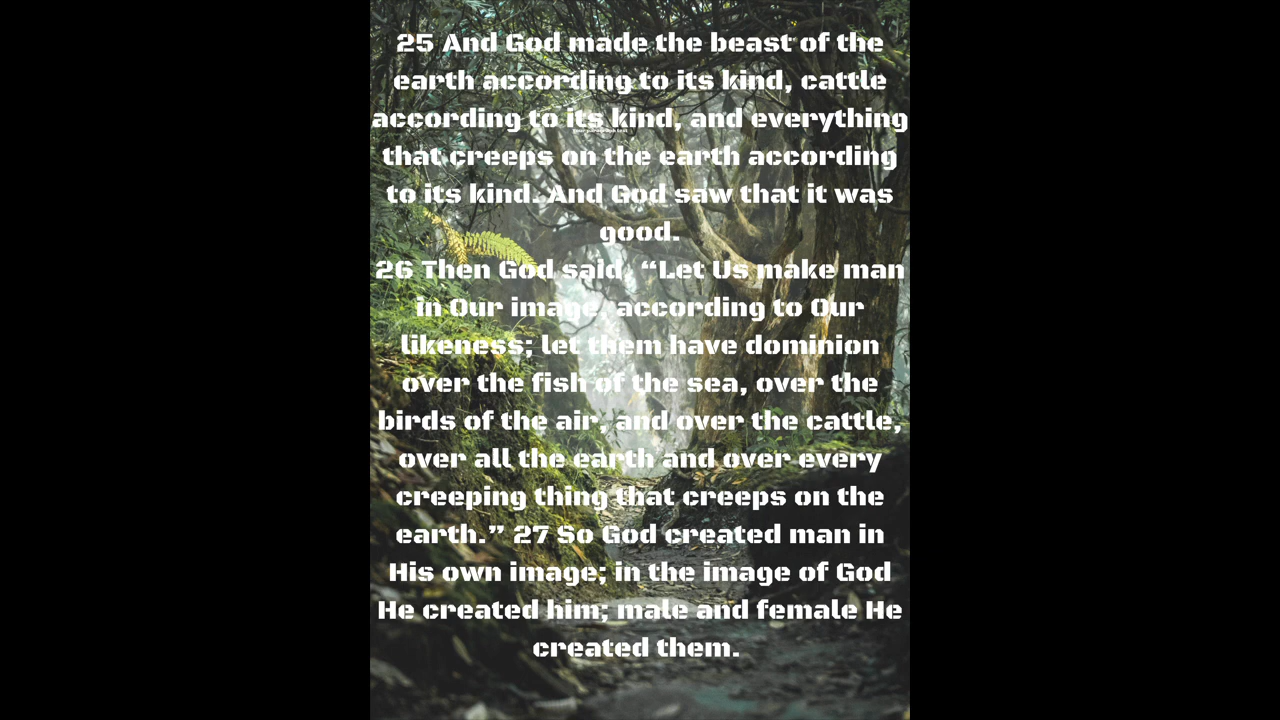 25 And God made the beast of the
earth according to its kind, cattle
according to its kind, and everything
Your paragraph text
that creeps on the earth according
to its kind. And God saw that it was
good.
26 Then God said, “Let Us make man
in Our image, according to Our
likeness; let them have dominion
over the fish of the sea, over the
birds of the air, and over the cattle,
over all the earth and over every
creeping thing that creeps on the
earth.” 27 So God created man in
His own image; in the image of God
He created him; male and female He
created them.